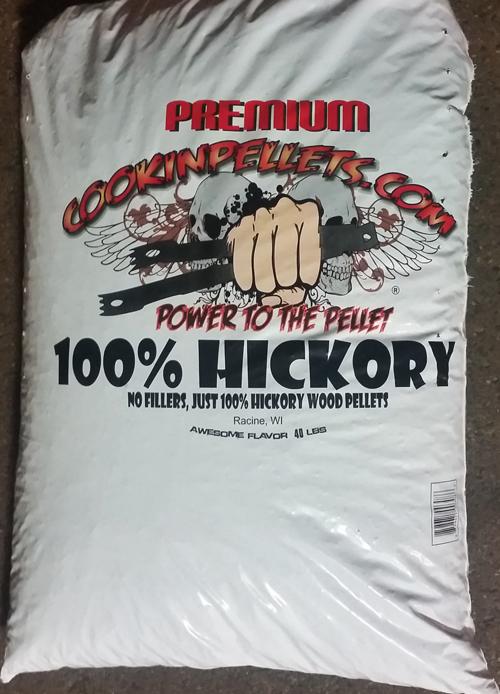 PREMIUM
COOKINPELLETS.COM
®
POWER TO THE PELLET
100% HICKORY
NO FILLERS, JUST 100% HICKORY WOOD PELLETS
Racine, WI
AWESOME FLAVOR 40 LBS